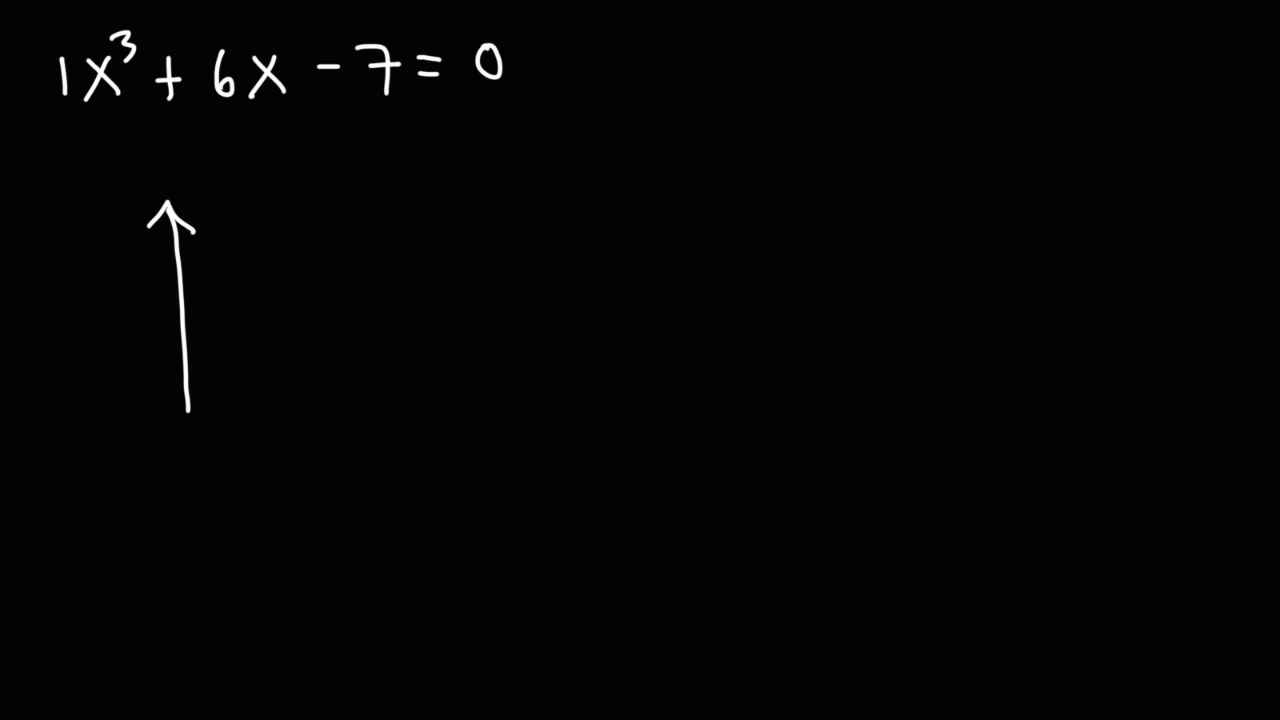 1x³ + 6x - 7 = 0